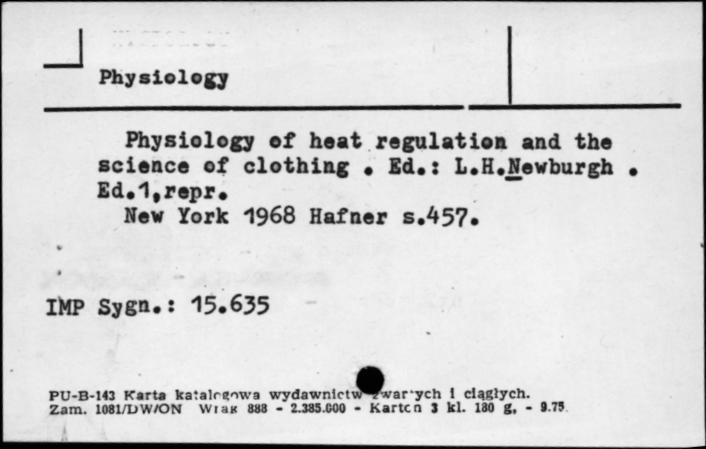 Physiology
Physiology of heat regulation and the
science of clothing . Ed.: L.H.Newburgh .
Ed.1,repr.
New York 1968 Hafner s.457.
IMP Sygn.: 15.635
PU-B-143 Karta katalogowa wydawnictw zwartych i ciągłych.
Zam. 1081/DW/ON WIAR 888 - 2.385.000 - Karton 3 kl. 180 g, - 9.75.